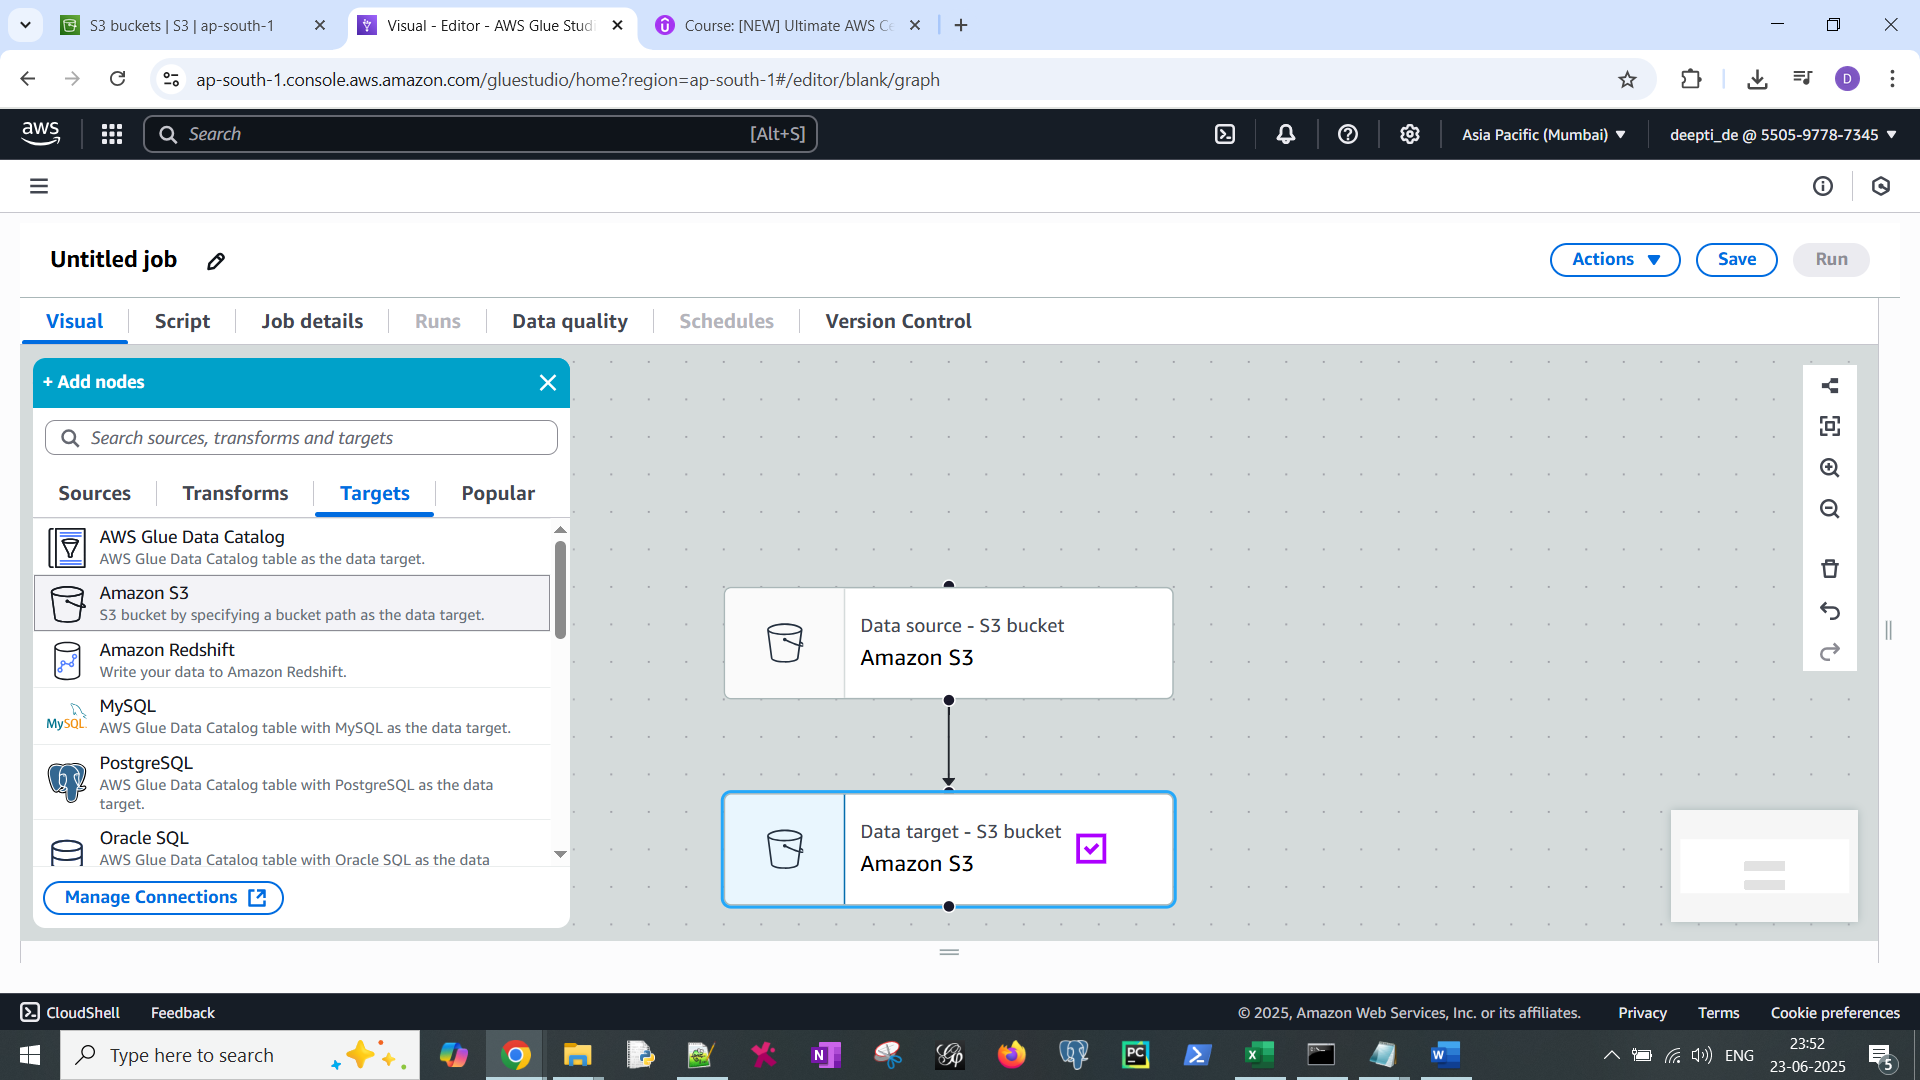 S3 buckets | S3 | ap-south-1
Visual - Editor - AWS Glue Studi
Course: [NEW] Ultimate AWS Ce
ap-south-1.console.aws.amazon.com/gluestudio/home?region=ap-south-1#/editor/blank/graph
D
aws
Search
[Alt+S]
Asia Pacific (Mumbai)
deepti_de @ 5505-9778-7345
Untitled job
Actions
Save
Run
Visual
Script
Job details
Runs
Data quality
Schedules
Version Control
+ Add nodes
Search sources, transforms and targets
Sources
Transforms
Targets
Popular
AWS Glue Data Catalog
AWS Glue Data Catalog table as the data target.
Amazon S3
S3 bucket by specifying a bucket path as the data target.
Amazon Redshift
Write your data to Amazon Redshift.
MySQL
MySQL
AWS Glue Data Catalog table with MySQL as the data target.
PostgreSQL
AWS Glue Data Catalog table with PostgreSQL as the data
target.
Oracle SQL
AWS Glue Data Catalog table with Oracle SQL as the data
Manage Connections
Data source - S3 bucket
Amazon S3
Data target - S3 bucket
Amazon S3
CloudShell
Feedback
© 2025, Amazon Web Services, Inc. or its affiliates.
Privacy
Terms
Cookie preferences
Type here to search
ENG
23:52
23-06-2025
5